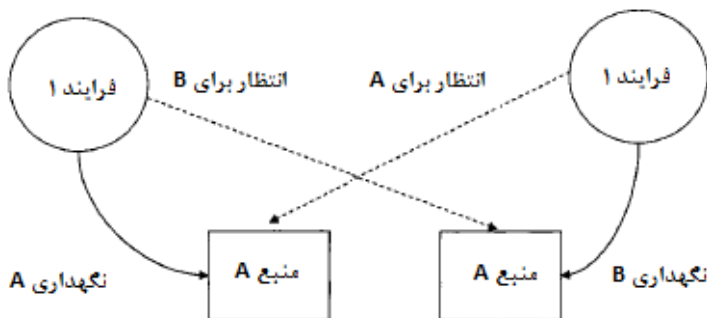 فرایند ۱
انتظار برای B
انتظار برای A
فرایند ۱
نگهداری A
منبع A
منبع A
نگهداری B